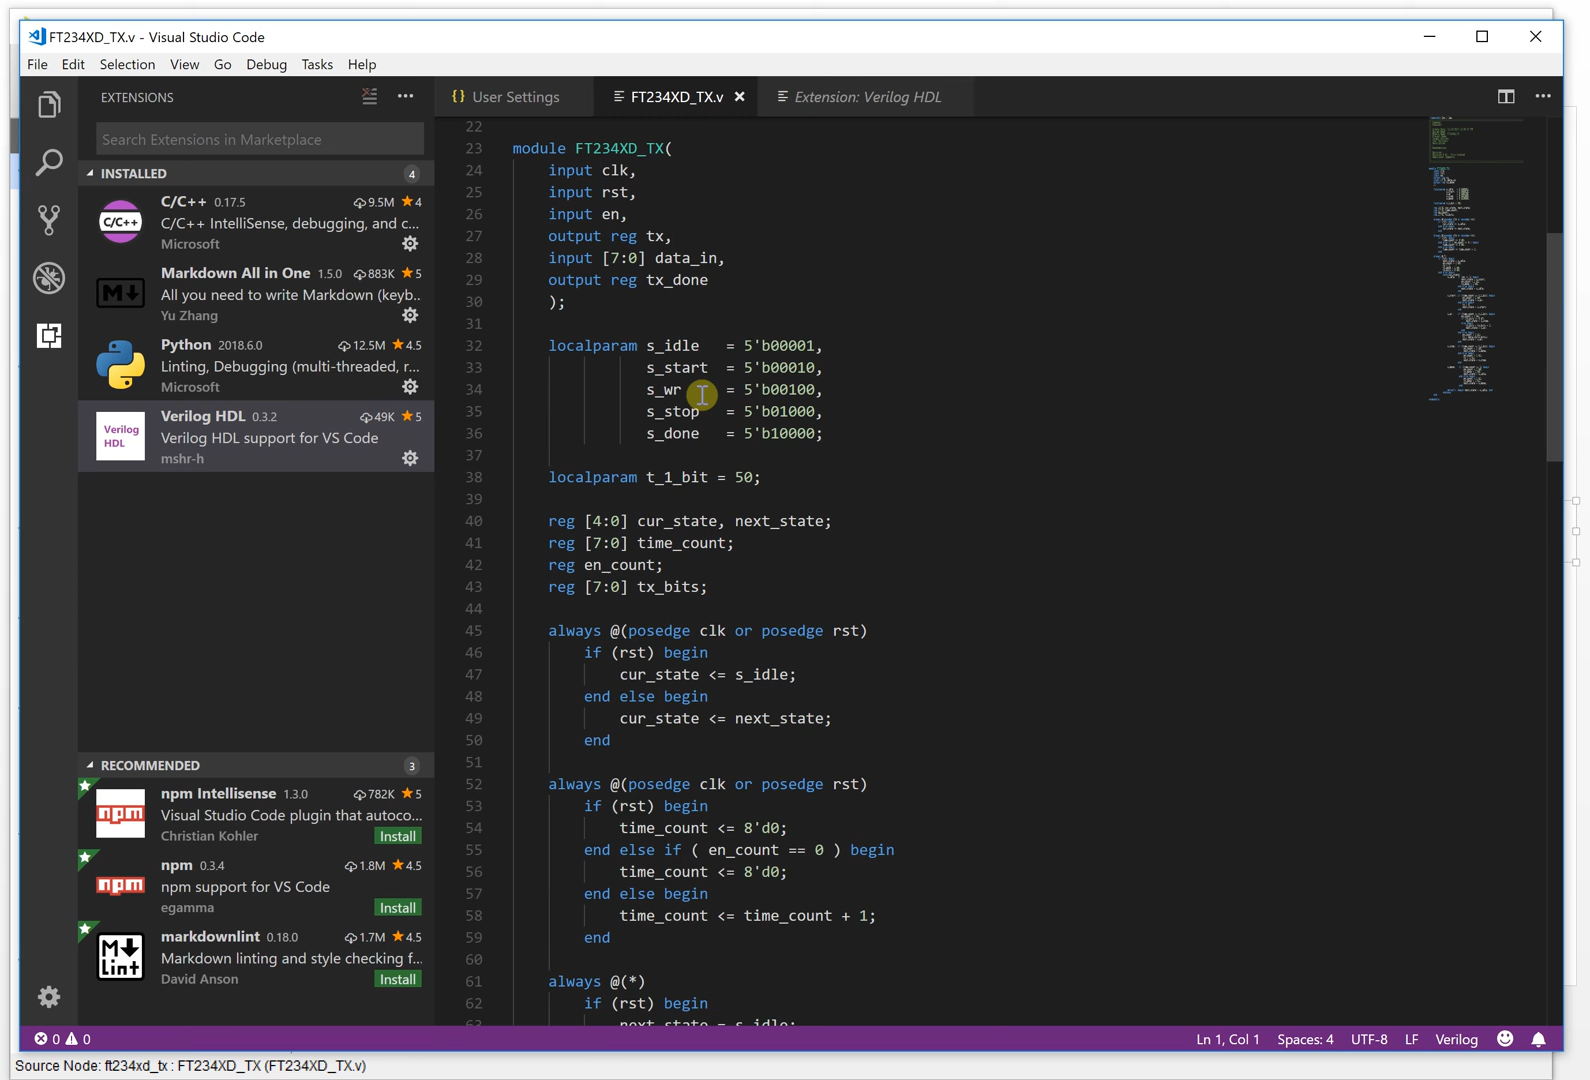 FT234XD_TX.v - Visual Studio Code
File Edit Selection View Go Debug Tasks Help
EXTENSIONS
Search Extensions in Marketplace
INSTALLED 4
C/C++ 0.17.5 9.5M 4
C/C++
C/C++ IntelliSense, debugging, and c...
Microsoft
Markdown All in One 1.5.0 883K 5
M
All you need to write Markdown (keyb...
Yu Zhang
Python 2018.6.0 12.5M 4.5
Linting, Debugging (multi-threaded, r...
Microsoft
Verilog HDL 0.3.2 49K 5
Verilog
HDL
Verilog HDL support for VS Code
mshr-h
RECOMMENDED 3
npm Intellisense 1.3.0 782K 5
npm
Visual Studio Code plugin that autoco...
Christian Kohler Install
npm 0.3.4 1.8M 4.5
npm
npm support for VS Code
egamma Install
markdownlint 0.18.0 1.7M 4.5
M
Lint
Markdown linting and style checking f...
David Anson Install
{} User Settings FT234XD_TX.v Extension: Verilog HDL
22
23 module FT234XD_TX(
24 input clk,
25 input rst,
26 input en,
27 output reg tx,
28 input [7:0] data_in,
29 output reg tx_done
30 );
31
32 localparam s_idle = 5'b00001,
33 s_start = 5'b00010,
34 s_wr = 5'b00100,
35 s_stop = 5'b01000,
36 s_done = 5'b10000;
37
38 localparam t_1_bit = 50;
39
40 reg [4:0] cur_state, next_state;
41 reg [7:0] time_count;
42 reg en_count;
43 reg [7:0] tx_bits;
44
45 always @(posedge clk or posedge rst)
46 if (rst) begin
47 cur_state <= s_idle;
48 end else begin
49 cur_state <= next_state;
50 end
51
52 always @(posedge clk or posedge rst)
53 if (rst) begin
54 time_count <= 8'd0;
55 end else if ( en_count == 0 ) begin
56 time_count <= 8'd0;
57 end else begin
58 time_count <= time_count + 1;
59 end
60
61 always @(*)
62 if (rst) begin
63 next_state = s_idle;
0 0 Ln 1, Col 1 Spaces: 4 UTF-8 LF Verilog
Source Node: ft234xd_tx : FT234XD_TX (FT234XD_TX.v)